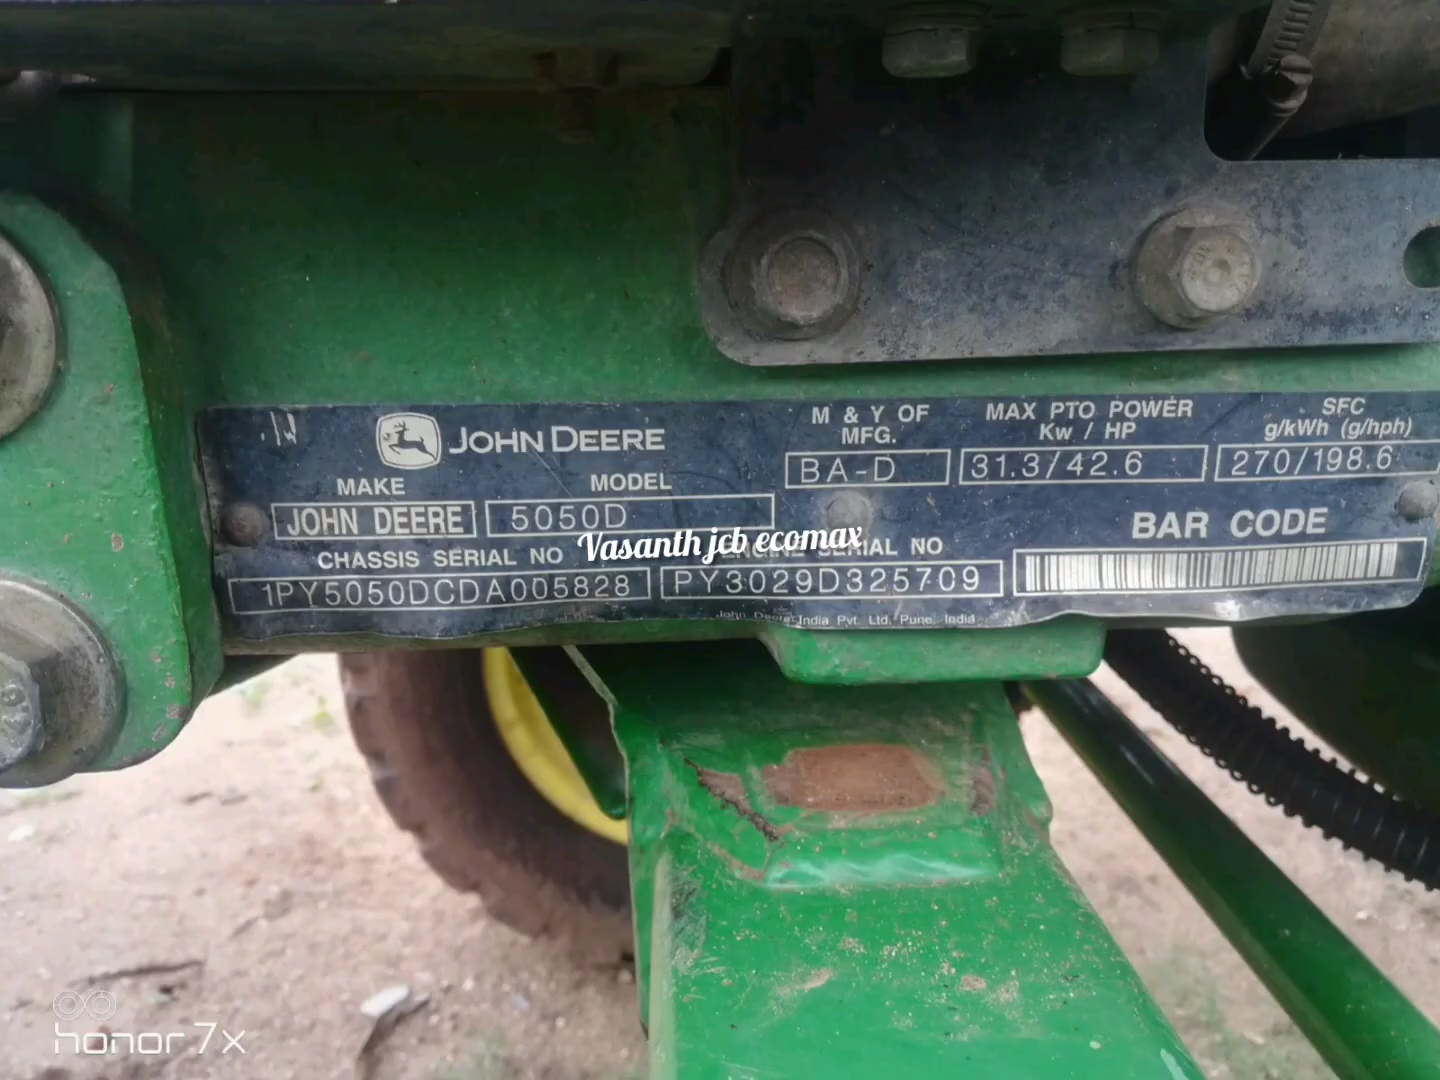 JOHN DEERE
M & Y OF
MFG.
BA-D
MAX PTO POWER
Kw / HP
31.3/42.6
SFC
g/kWh (g/hph)
270/198.6
MAKE
JOHN DEERE
MODEL
5050D
BAR CODE
CHASSIS SERIAL NO
1PY5050DCDA005828
ENGINE SERIAL NO
PY3029D325709
Vasanth jcb ecomax
John Deere India Pvt. Ltd, Pune, India
honor 7x